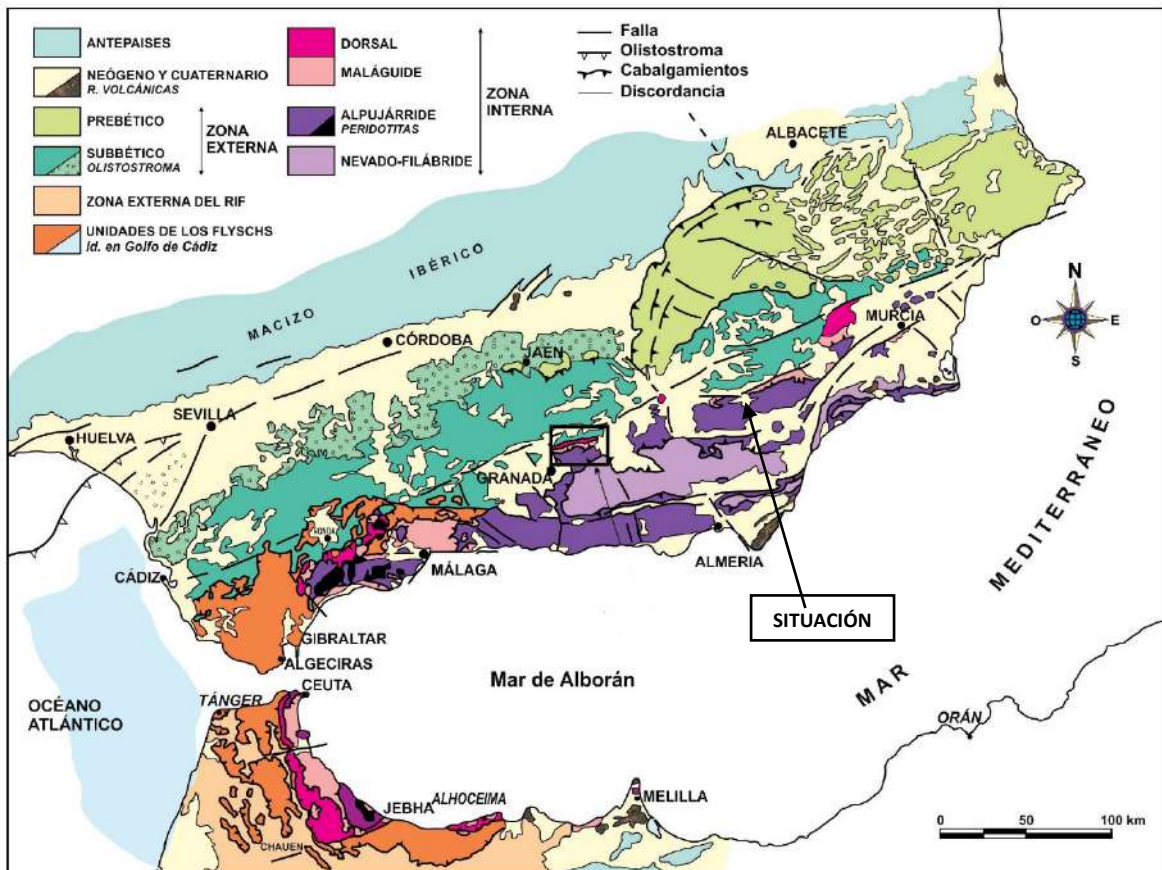 ANTEPAISES
NEÓGENO Y CUATERNARIO
R. VOLCÁNICAS
PREBÉTICO
SUBBÉTICO
OLISTOSTROMA
ZONA
EXTERNA
ZONA EXTERNA DEL RIF
UNIDADES DE LOS FLYSCHS
Id. en Golfo de Cádiz
DORSAL
MALÁGUIDE
ALPUJÁRRIDE
PERIDOTITAS
NEVADO-FILÁBRIDE
ZONA
INTERNA
Falla
Olistostroma
Cabalgamientos
Discordancia
ALBACETE
MACIZO IBÉRICO
N
O E
S
MURCIA
CÓRDOBA
JAÉN
SEVILLA
HUELVA
GRANADA
RONDA
MÁLAGA
ALMERIA
CÁDIZ
SITUACIÓN
GIBRALTAR
ALGECIRAS
CEUTA
TÁNGER
OCÉANO
ATLÁNTICO
Mar de Alborán
MAR MEDITERRÁNEO
ORÁN
MELILLA
JEBHA
ALHOCEIMA
CHAUEN
0 50 100 km